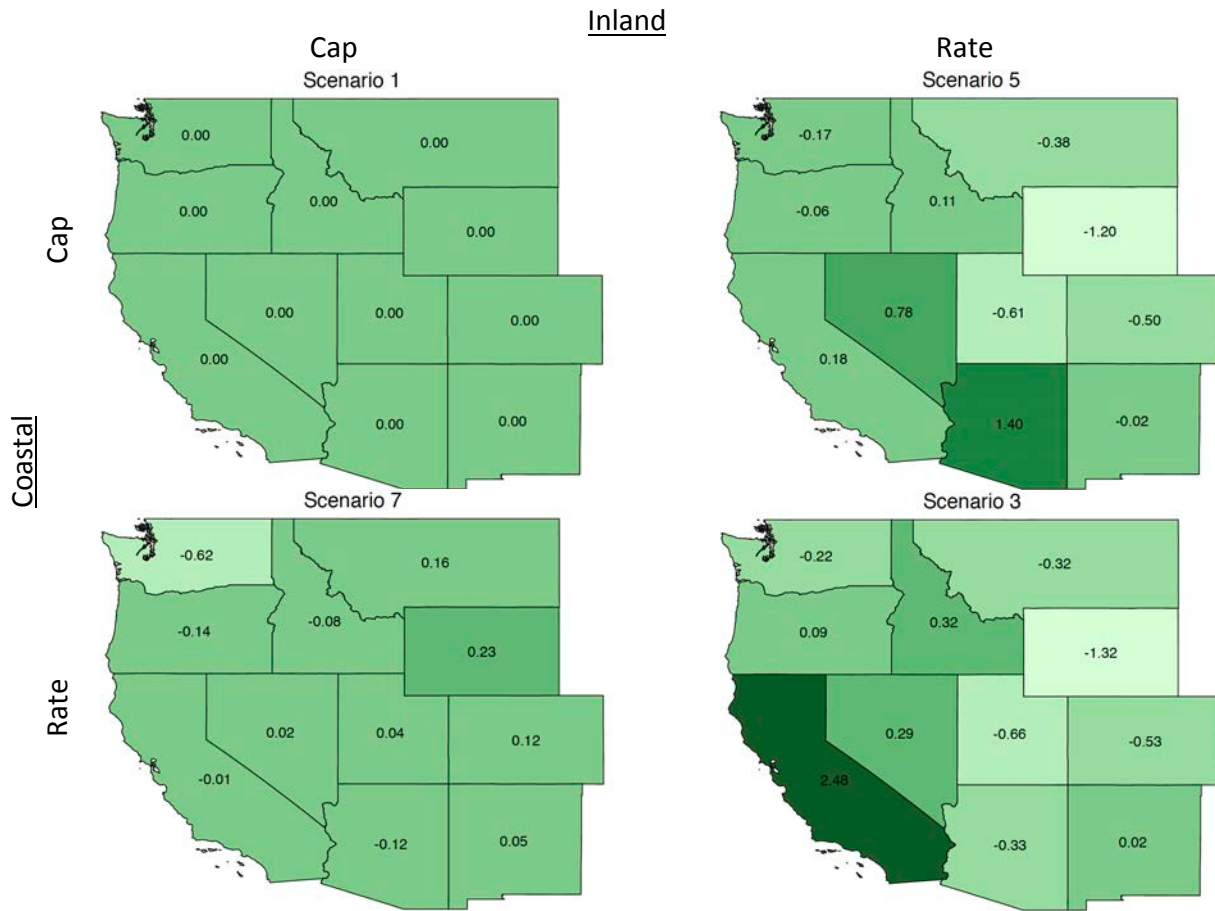 Inland
Cap Rate
Scenario 1 Scenario 5
0.00 0.00 -0.17 -0.38
0.00 0.00 -0.06 0.11
Cap
0.00 -1.20
0.00 0.00 0.00 0.78 -0.61 -0.50
0.00 0.18
0.00 0.00 1.40 -0.02
Coastal
Scenario 7 Scenario 3
-0.62 0.16 -0.22 -0.32
-0.14 -0.08 0.09 0.32
0.23 -1.32
Rate
0.02 0.04 0.12 0.29 -0.66 -0.53
-0.01 2.48
-0.12 0.05 -0.33 0.02